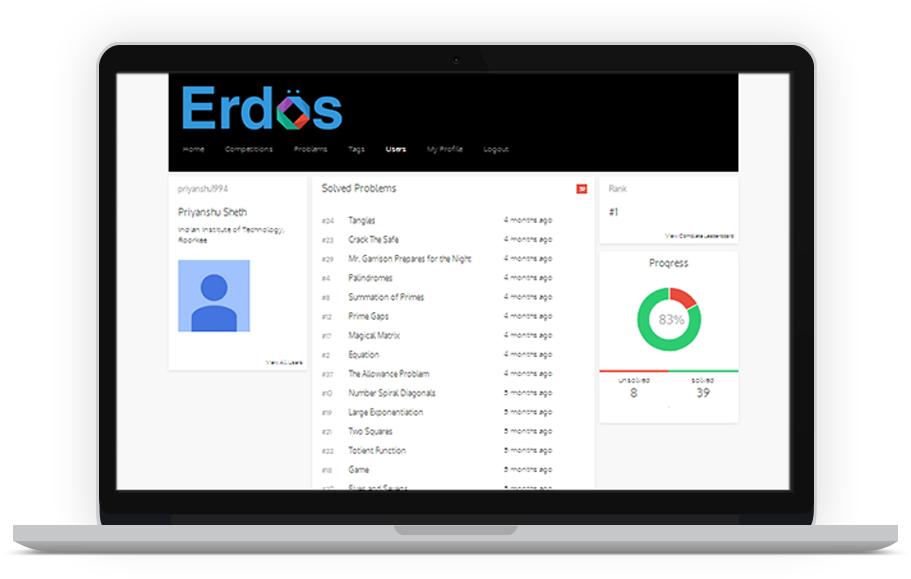 Erdös
Home Competitions Problems Tags Users My Profile Logout
priyanshu1994
Priyanshu Sheth
Indian Institute of Technology,
Roorkee
View All Users
Solved Problems 39
#24 Tangles 4 months ago
#23 Crack The Safe 4 months ago
#29 Mr. Garrison Prepares for the Night 4 months ago
#4 Palindromes 4 months ago
#8 Summation of Primes 4 months ago
#12 Prime Gaps 4 months ago
#17 Magical Matrix 4 months ago
#2 Equation 4 months ago
#37 The Allowance Problem 4 months ago
#10 Number Spiral Diagonals 5 months ago
#19 Large Exponentiation 5 months ago
#21 Two Squares 5 months ago
#22 Totient Function 5 months ago
#18 Game 5 months ago
Elves and Sevens 5 months ago
Rank
#1
View Complete Leaderboard
Progress
83%
unsolved solved
8 39